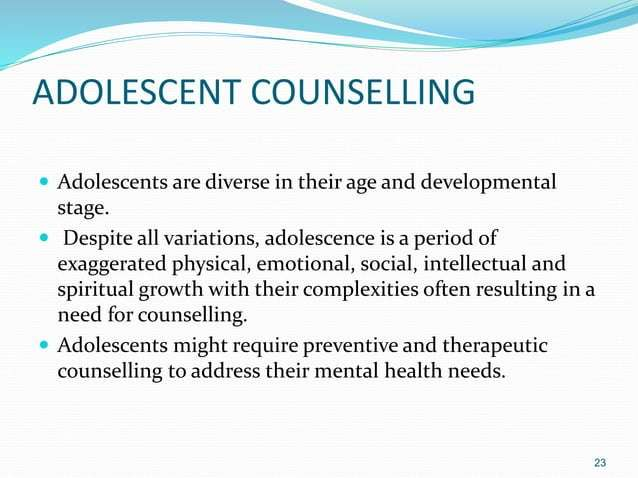 ADOLESCENT COUNSELLING
• Adolescents are diverse in their age and developmental
stage.
• Despite all variations, adolescence is a period of
exaggerated physical, emotional, social, intellectual and
spiritual growth with their complexities often resulting in a
need for counselling.
• Adolescents might require preventive and therapeutic
counselling to address their mental health needs.
23